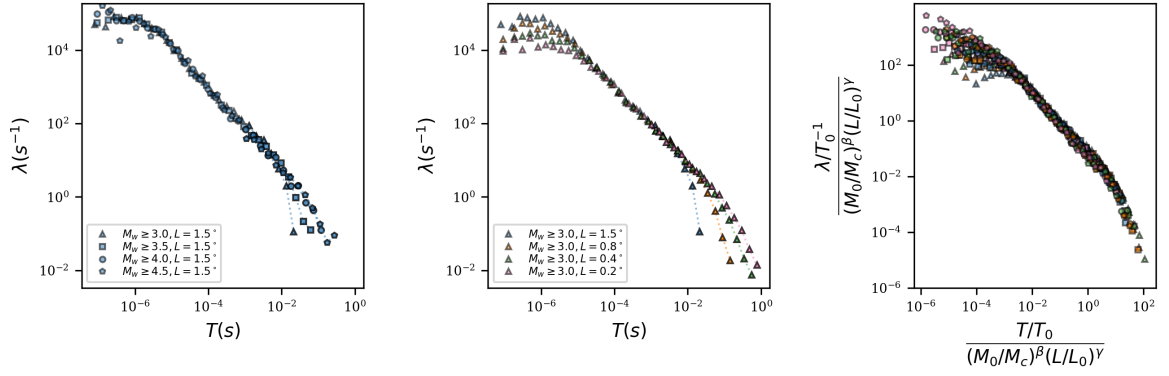 10⁴
10²
10⁰
10⁻²
λ(s⁻¹)
M_w ≥ 3.0, L = 1.5°
M_w ≥ 3.5, L = 1.5°
M_w ≥ 4.0, L = 1.5°
M_w ≥ 4.5, L = 1.5°
10⁻⁶ 10⁻⁴ 10⁻² 10⁰
T(s)
10⁴
10²
10⁰
10⁻²
λ(s⁻¹)
M_w ≥ 3.0, L = 1.5°
M_w ≥ 3.0, L = 0.8°
M_w ≥ 3.0, L = 0.4°
M_w ≥ 3.0, L = 0.2°
10⁻⁶ 10⁻⁴ 10⁻² 10⁰
T(s)
10²
10⁰
10⁻²
10⁻⁴
10⁻⁶
λ/T₀⁻¹
(M₀/M_c)^β(L/L₀)^γ
10⁻⁶ 10⁻⁴ 10⁻² 10⁰ 10²
T/T₀
(M₀/M_c)^β(L/L₀)^γ